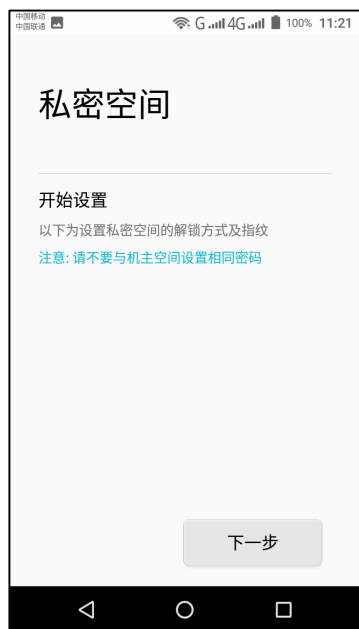 中国移动
中国联通
G 4G 100% 11:21
私密空间
开始设置
以下为设置私密空间的解锁方式及指纹
注意: 请不要与机主空间设置相同密码
下一步